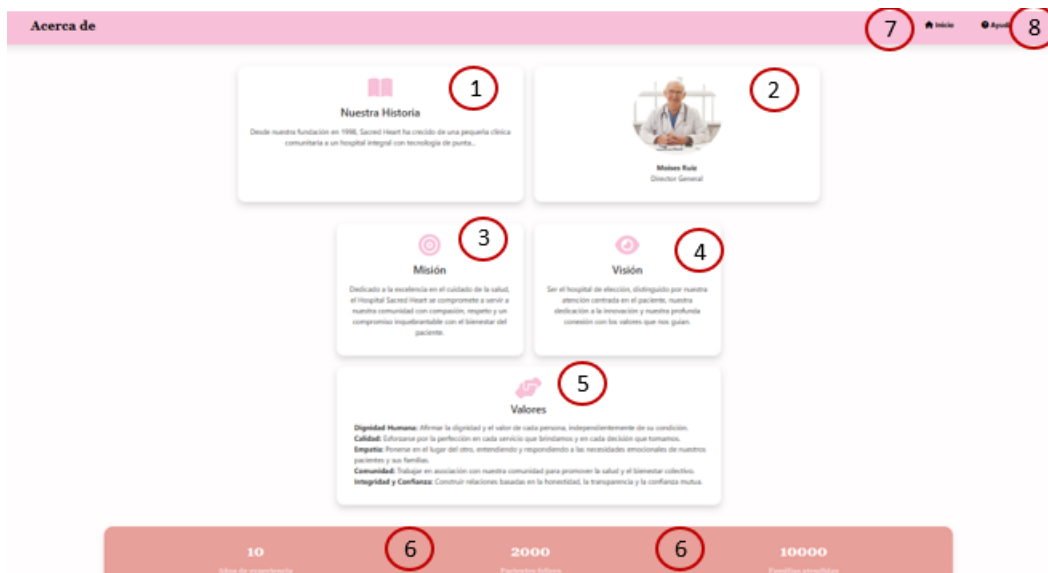 Acerca de
7
Inicio
Ayuda
8
1
Nuestra Historia
Desde nuestra fundación en 1998, Sacred Heart ha crecido de una pequeña clínica
comunitaria a un hospital integral con tecnología de punta...
2
Moises Ruiz
Director General
3
Misión
Dedicado a la excelencia en el cuidado de la salud,
el Hospital Sacred Heart se compromete a servir a
nuestra comunidad con compasión, respeto y un
compromiso inquebrantable con el bienestar del
paciente.
4
Visión
Ser el hospital de elección, distinguido por nuestra
atención centrada en el paciente, nuestra
dedicación a la innovación y nuestra profunda
conexión con los valores que nos guían.
5
Valores
Dignidad Humana: Afirmar la dignidad y el valor de cada persona, independientemente de su condición.
Calidad: Esforzarse por la perfección en cada servicio que brindamos y en cada decisión que tomamos.
Empatía: Ponerse en el lugar del otro, entendiendo y respondiendo a las necesidades emocionales de nuestros
pacientes y sus familias.
Comunidad: Trabajar en asociación con nuestra comunidad para promover la salud y el bienestar colectivo.
Integridad y Confianza: Construir relaciones basadas en la honestidad, la transparencia y la confianza mutua.
10
6
2000
6
10000
Años de experiencia
Pacientes felices
Familias atendidas